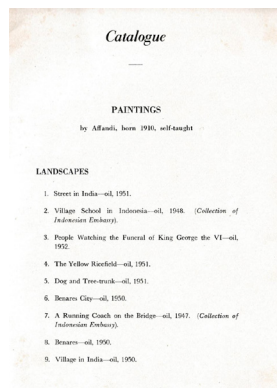 Catalogue
PAINTINGS
by Affandi, born 1910, self-taught
LANDSCAPES
1. Street in India—oil, 1951.
2. Village School in Indonesia—oil, 1948. (Collection of
Indonesian Embassy).
3. People Watching the Funeral of King George the VI—oil,
1952.
4. The Yellow Ricefield—oil, 1951.
5. Dog and Tree-trunk—oil, 1951.
6. Benares City—oil, 1950.
7. A Running Coach on the Bridge—oil, 1947. (Collection of
Indonesian Embassy).
8. Benares—oil, 1950.
9. Village in India—oil, 1950.